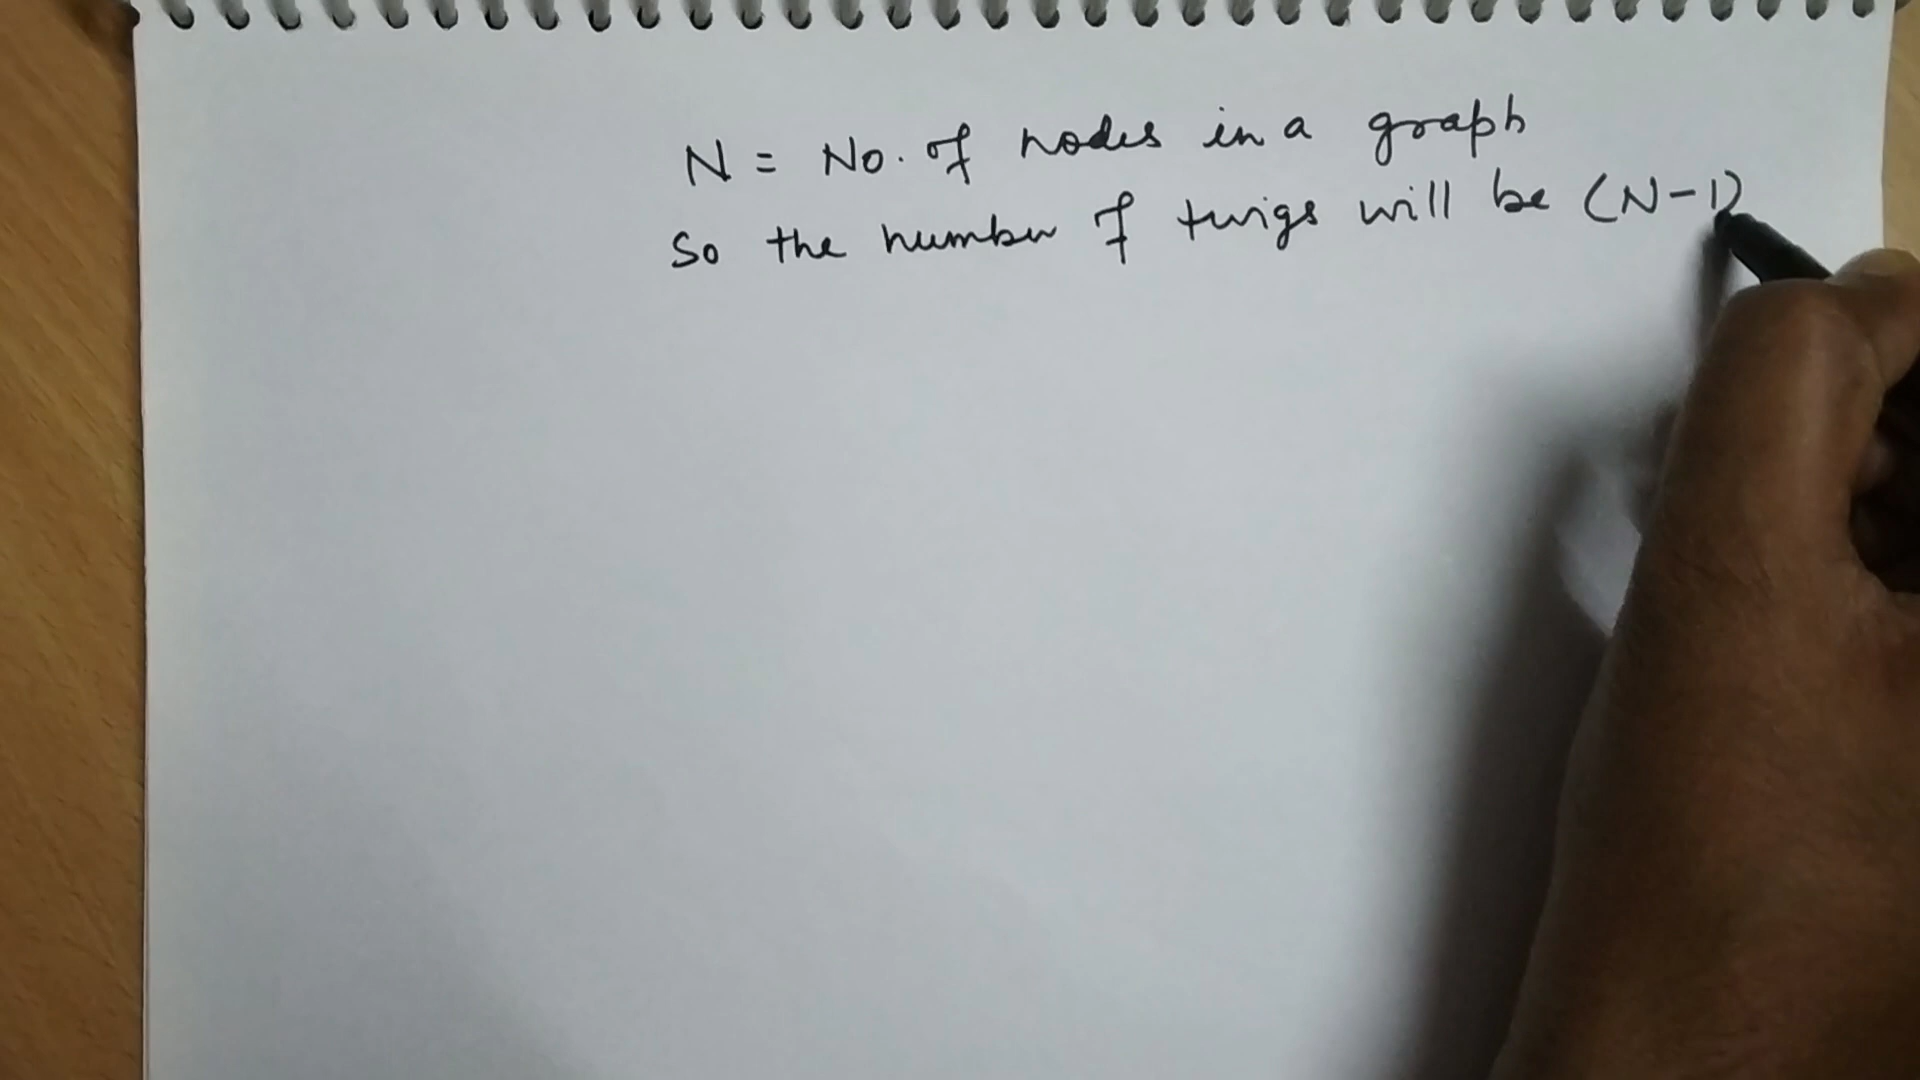 N = No. of nodes in a graph
So the number of twigs will be (N-1)